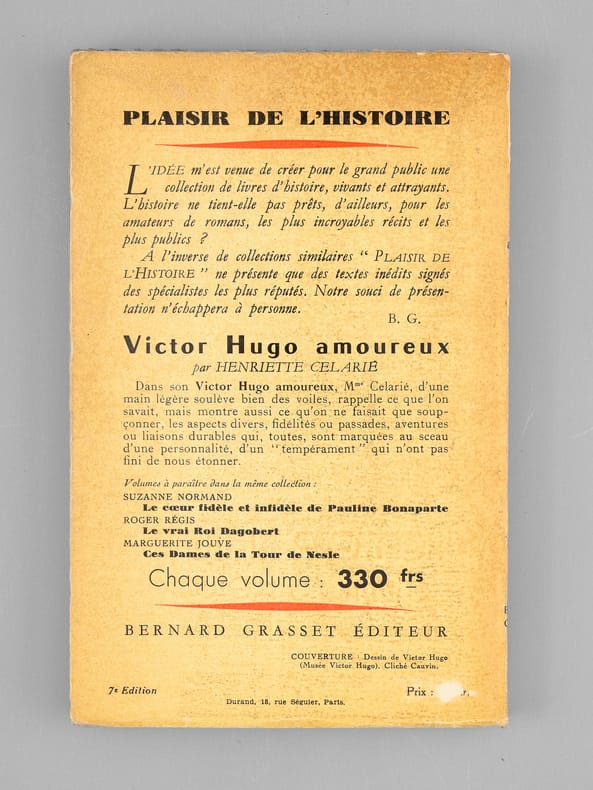 PLAISIR DE L'HISTOIRE
L'IDÉE m'est venue de créer pour le grand public une
collection de livres d'histoire, vivants et attrayants.
L'histoire ne tient-elle pas prêts, d'ailleurs, pour les
amateurs de romans, les plus incroyables récits et les
plus publics ?
A l'inverse de collections similaires “ PLAISIR DE
L'HISTOIRE ” ne présente que des textes inédits signés
des spécialistes les plus réputés. Notre souci de présen-
tation n'échappera à personne.
B. G.
Victor Hugo amoureux
par HENRIETTE CELARIÉ
Dans son Victor Hugo amoureux, Mme Celarié, d'une
main légère soulève bien des voiles, rappelle ce que l'on
savait, mais montre aussi ce qu'on ne faisait que soup-
çonner, les aspects divers, fidélités ou passades, aventures
ou liaisons durables qui, toutes, sont marquées au sceau
d'une personnalité, d'un “tempérament” qui n'ont pas
fini de nous étonner.
Volumes à paraître dans la même collection :
SUZANNE NORMAND
Le cœur fidèle et infidèle de Pauline Bonaparte
ROGER RÉGIS
Le vrai Roi Dagobert
MARGUERITE JOUVE
Ces Dames de la Tour de Nesle
Chaque volume : 330 frs
BERNARD GRASSET ÉDITEUR
COUVERTURE : Dessin de Victor Hugo
(Musée Victor Hugo). Cliché Cauvin.
7e Edition
Prix :
Durand, 18, rue Séguier, Paris.